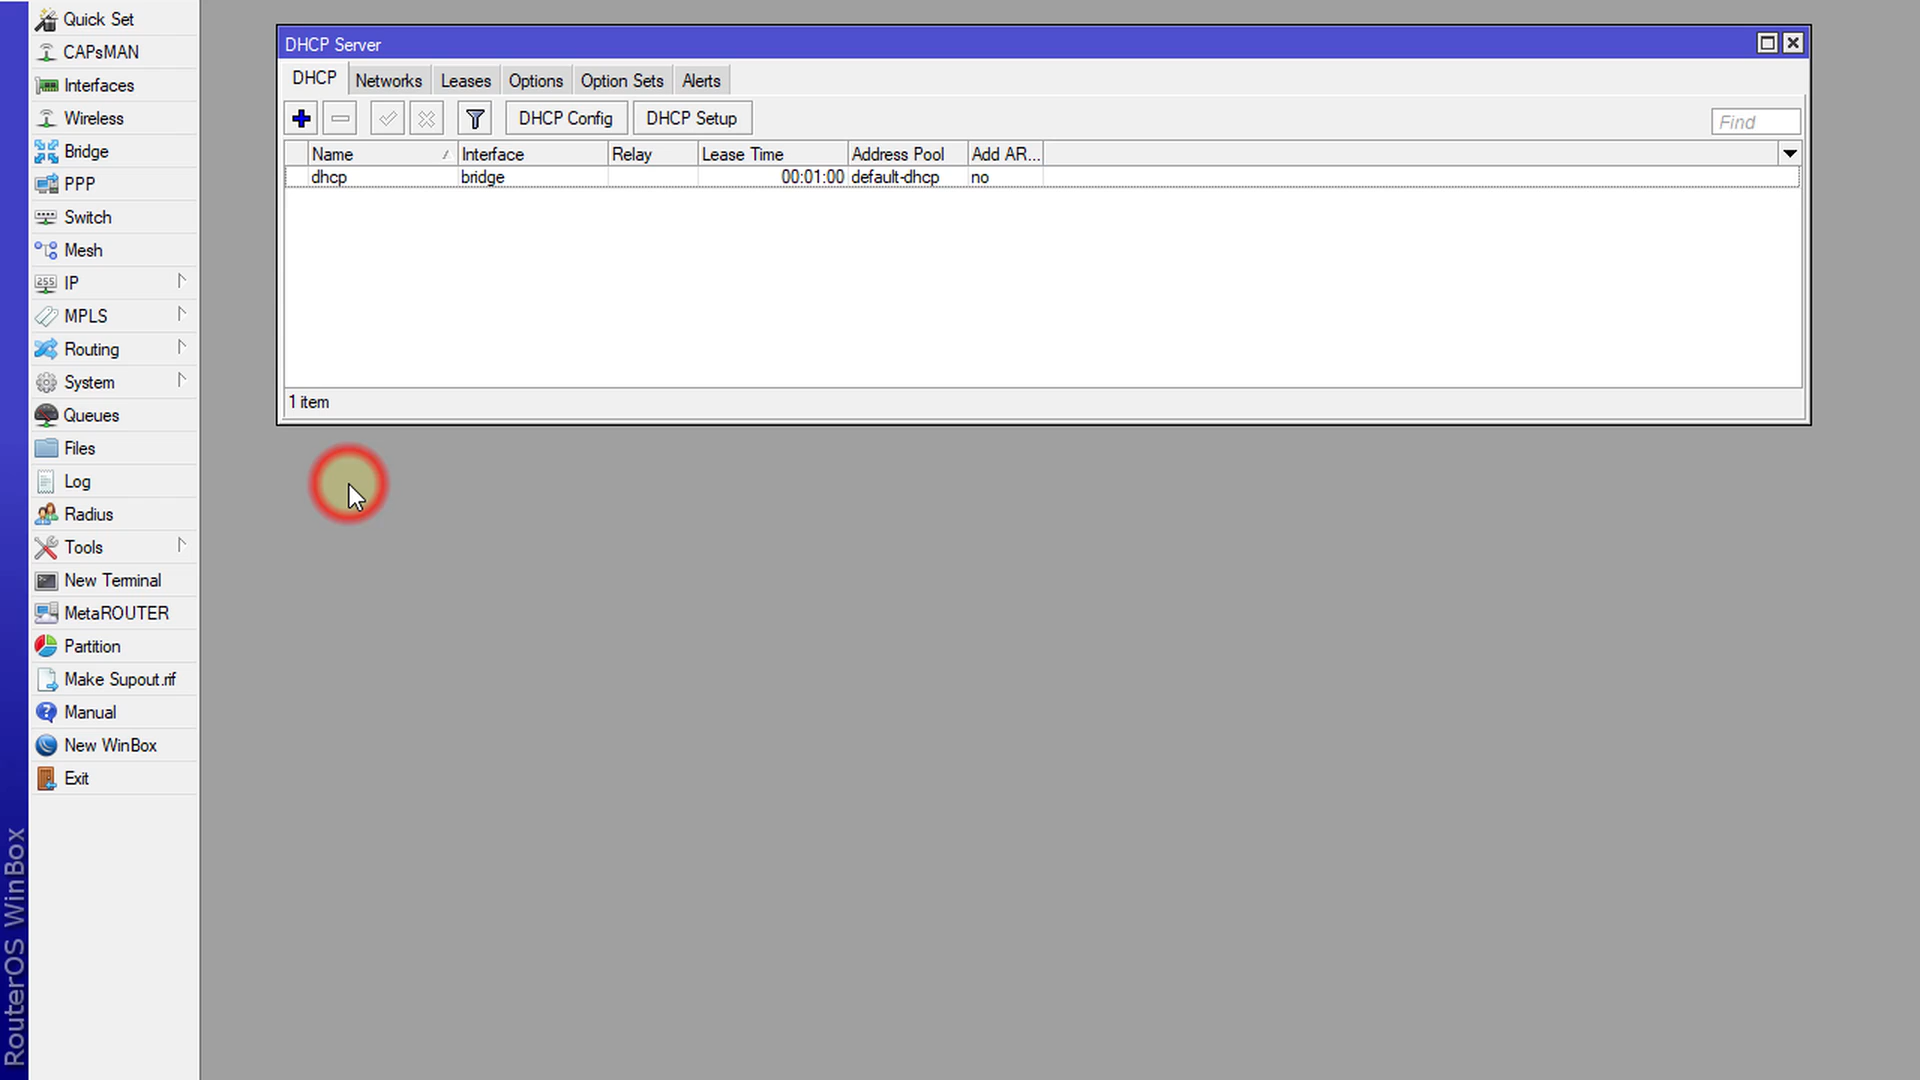 Quick Set
CAPsMAN
Interfaces
Wireless
Bridge
PPP
Switch
Mesh
255 IP
MPLS
Routing
System
Queues
Files
Log
Radius
Tools
New Terminal
MetaROUTER
Partition
Make Supout.rif
Manual
New WinBox
Exit
RouterOS WinBox
DHCP Server
DHCP Networks Leases Options Option Sets Alerts
DHCP Config DHCP Setup Find
Name Interface Relay Lease Time Address Pool Add AR...
dhcp bridge 00:01:00 default-dhcp no
1 item